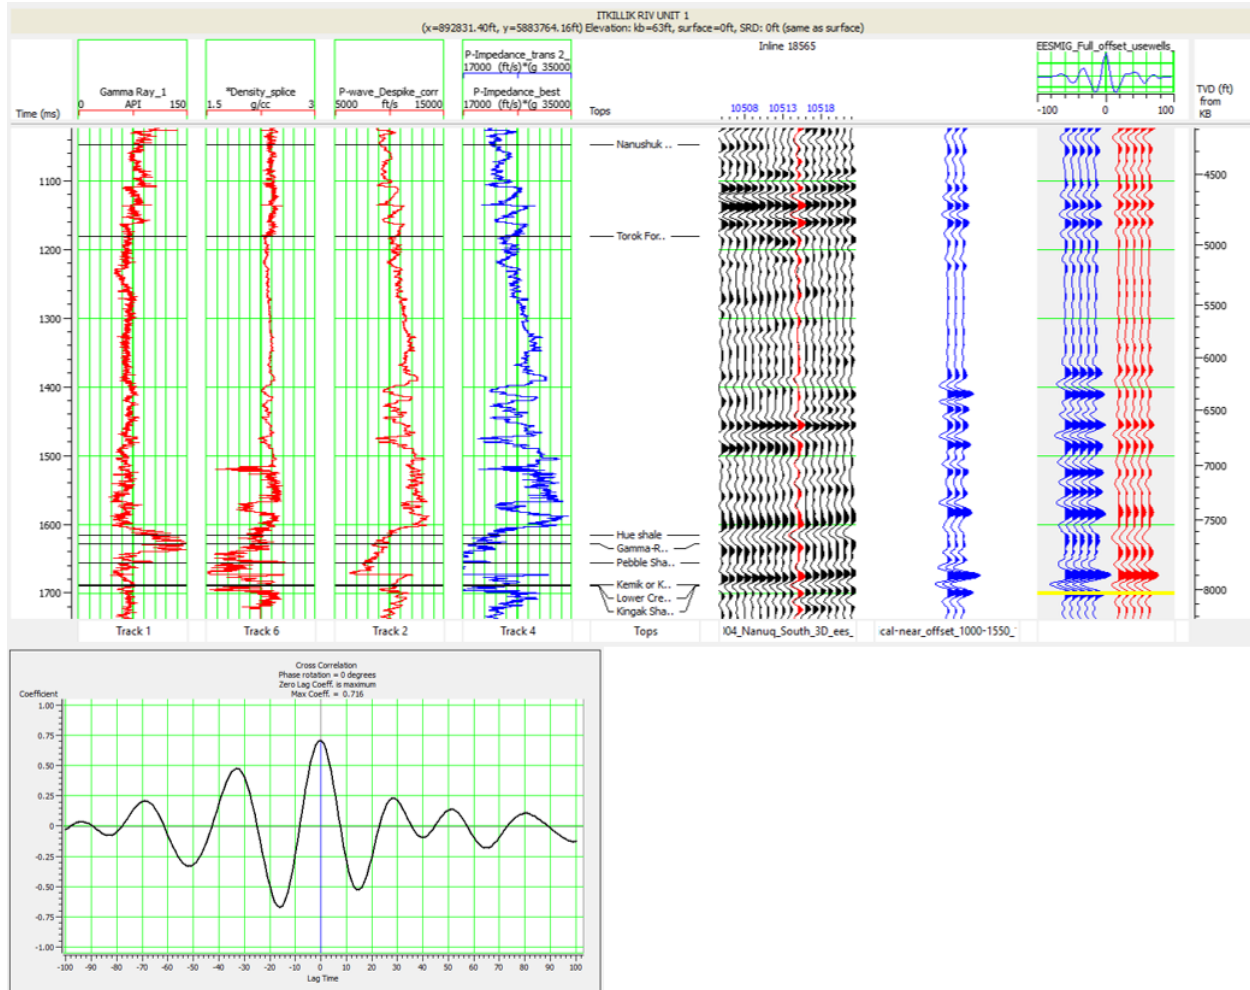 ITKILLIK RIV UNIT 1
(x=892831.40ft, y=5883764.16ft) Elevation: kb=63ft, surface=0ft, SRD: 0ft (same as surface)
Time (ms)
Gamma Ray_1
0 API 150
*Density_splice
1.5 g/cc 3
P-wave_Despike_corr
5000 ft/s 15000
P-Impedance_trans 2_
17000 (ft/s)*(g 35000
P-Impedance_best
17000 (ft/s)*(g 35000
Tops
Inline 18565
10508 10513 10518
EESMIG_Full_offset_usewells_
-100 0 100
TVD (ft)
from
KB
1100
1200
1300
1400
1500
1600
1700
Nanushuk ..
Torok For..
Hue shale
Gamma-R..
Pebble Sha..
Kemik or K..
Lower Cre..
Kingak Sha..
4500
5000
5500
6000
6500
7000
7500
8000
Track 1
Track 6
Track 2
Track 4
Tops
I04_Nanuq_South_3D_ees_
:cal-near_offset_1000-1550_
Cross Correlation
Phase rotation = 0 degrees
Zero Lag Coeff. is maximum
Max Coeff. = 0.716
Coefficient
1.00
0.75
0.50
0.25
0
-0.25
-0.50
-0.75
-1.00
-100 -90 -80 -70 -60 -50 -40 -30 -20 -10 0 10 20 30 40 50 60 70 80 90 100
Lag Time